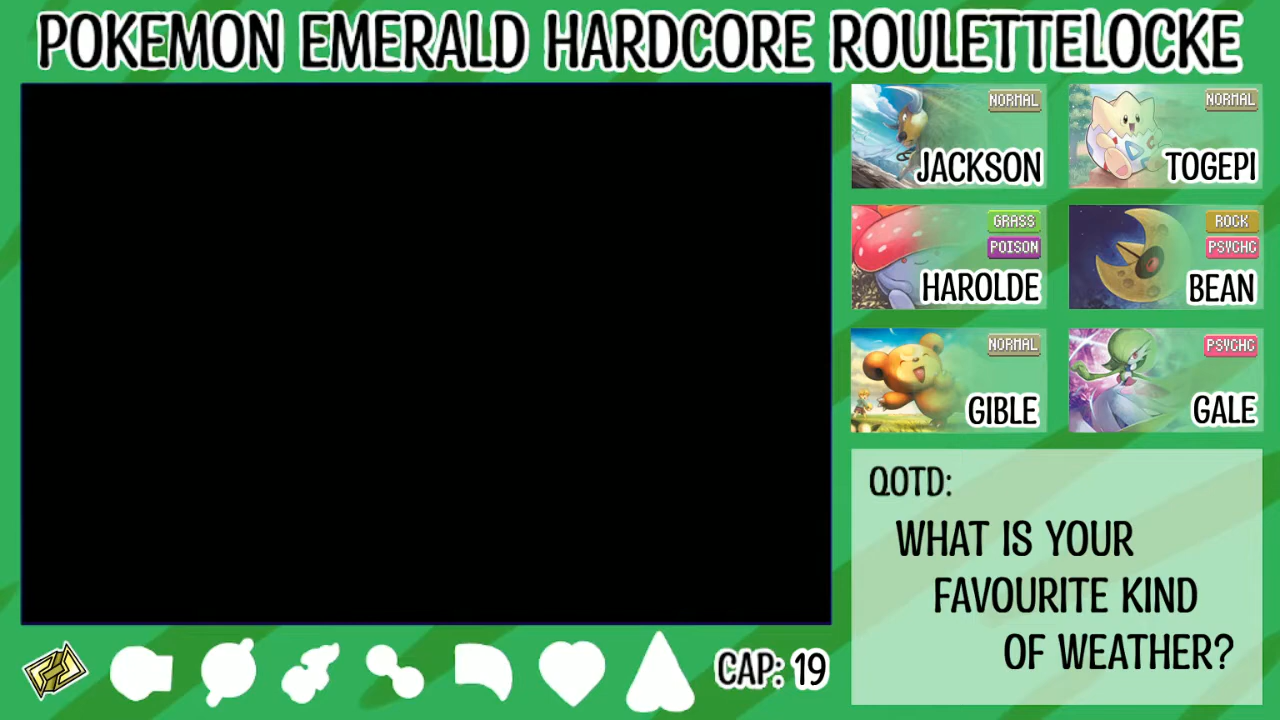 POKEMON EMERALD HARDCORE ROULETTELOCKE
NORMAL
JACKSON
NORMAL
TOGEPI
GRASS
POISON
HAROLDE
ROCK
PSYCHC
BEAN
NORMAL
GIBLE
PSYCHC
GALE
QOTD:
WHAT IS YOUR
FAVOURITE KIND
OF WEATHER?
CAP: 19